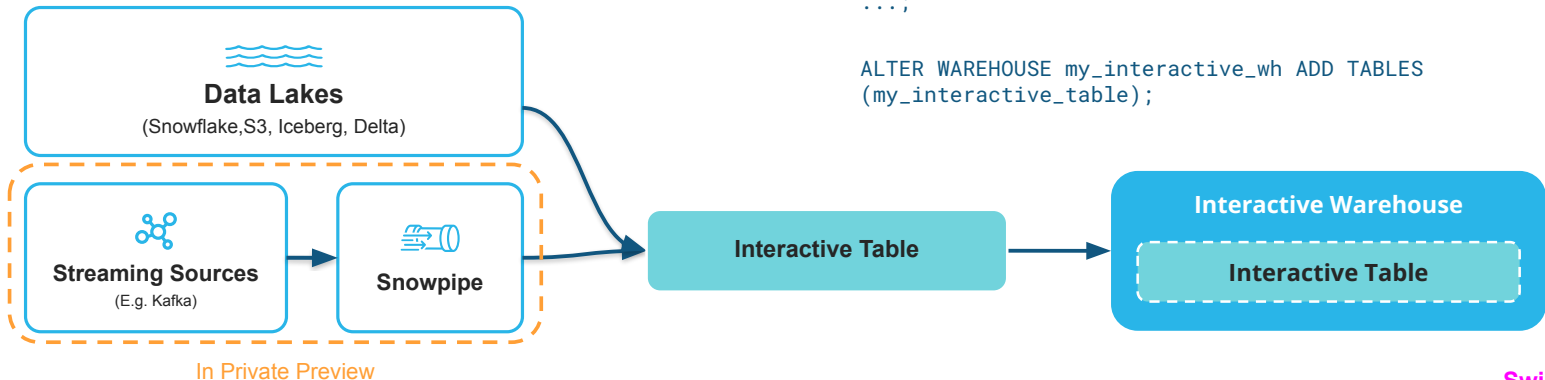 ...;
ALTER WAREHOUSE my_interactive_wh ADD TABLES
(my_interactive_table);
Data Lakes
(Snowflake,S3, Iceberg, Delta)
Streaming Sources
(E.g. Kafka)
Snowpipe
In Private Preview
Interactive Table
Interactive Warehouse
Interactive Table